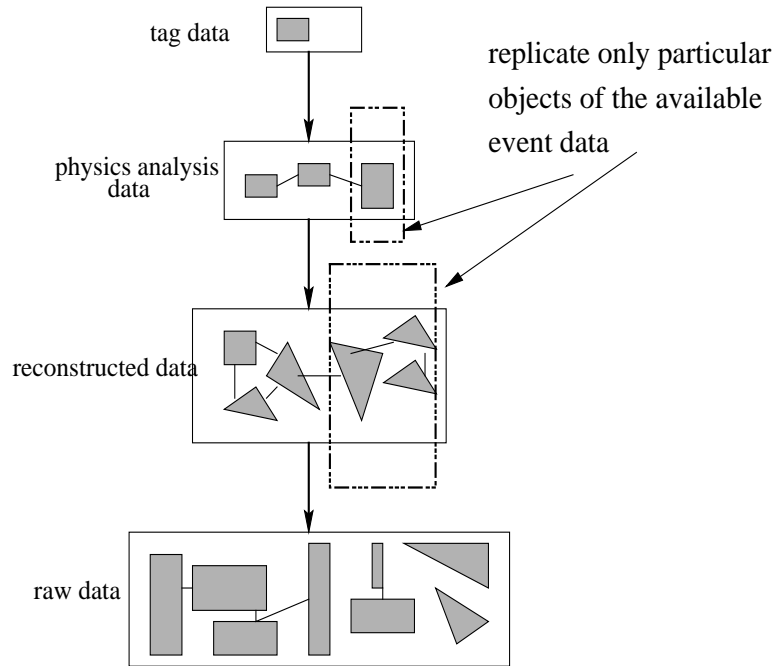 tag data
replicate only particular
objects of the available
event data
physics analysis
data
reconstructed data
raw data